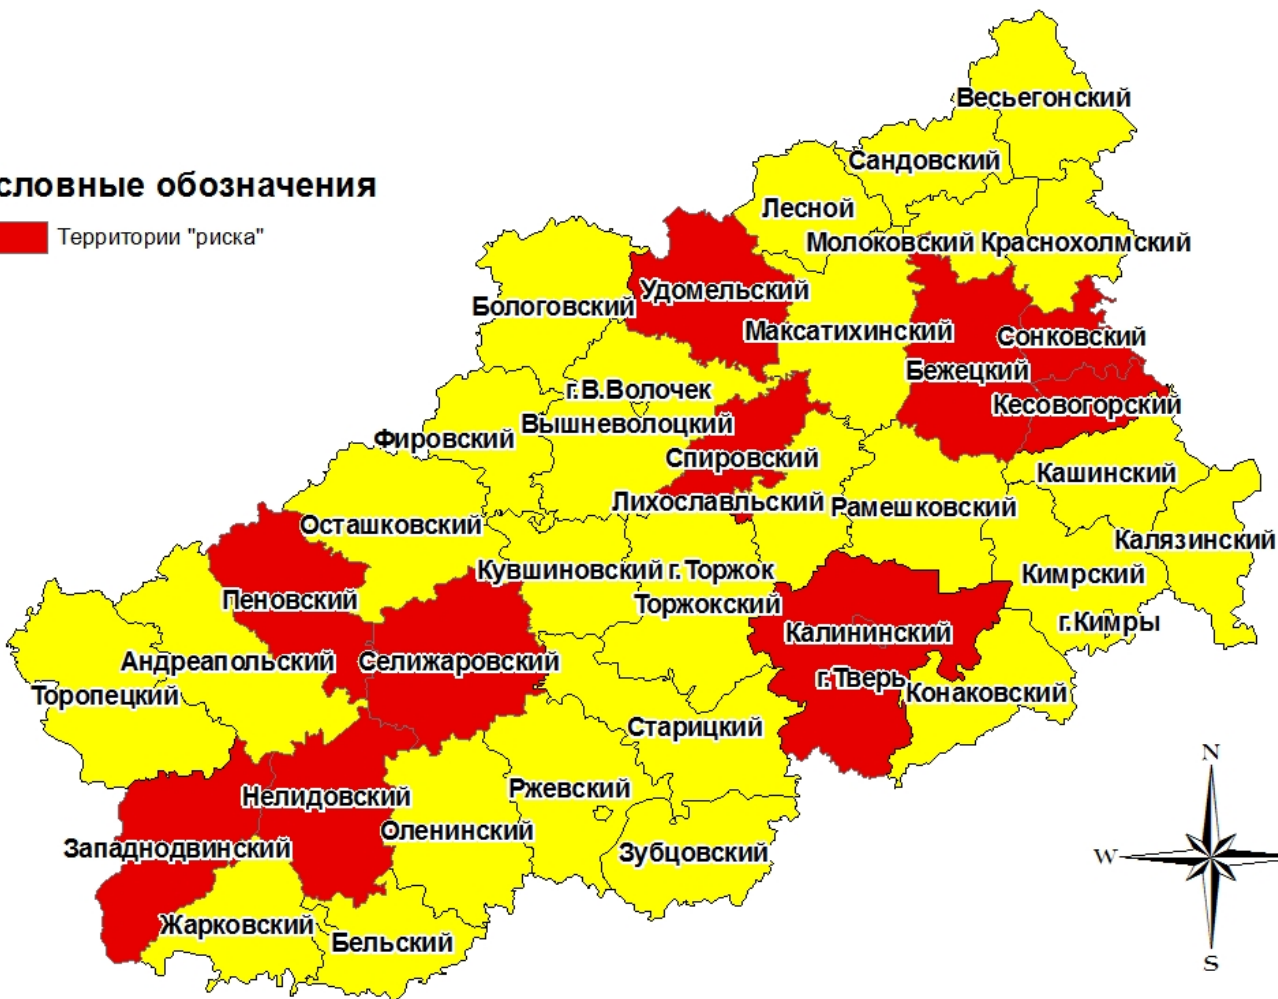 Весьегонский
Сандовский
словные обозначения
Лесной
Территории "риска"
Молоковский Краснохолмский
Удомельский
Бологовский
Максатихинский
Сонковский
Бежецкий
г.В.Волочек
Кесовогорский
Вышневолоцкий
Фировский
Спировский
Кашинский
Лихославльский
Рамешковский
Осташковский
Калязинский
Кувшиновский г.Торжок
Кимрский
Пеновский
Торжокский
г.Кимры
Калининский
Андреапольский
Селижаровский
г.Тверь
Конаковский
Торопецкий
Старицкий
N
Ржевский
Нелидовский
Оленинский
Западнодвинский
Зубцовский
W
Жарковский
Бельский
S